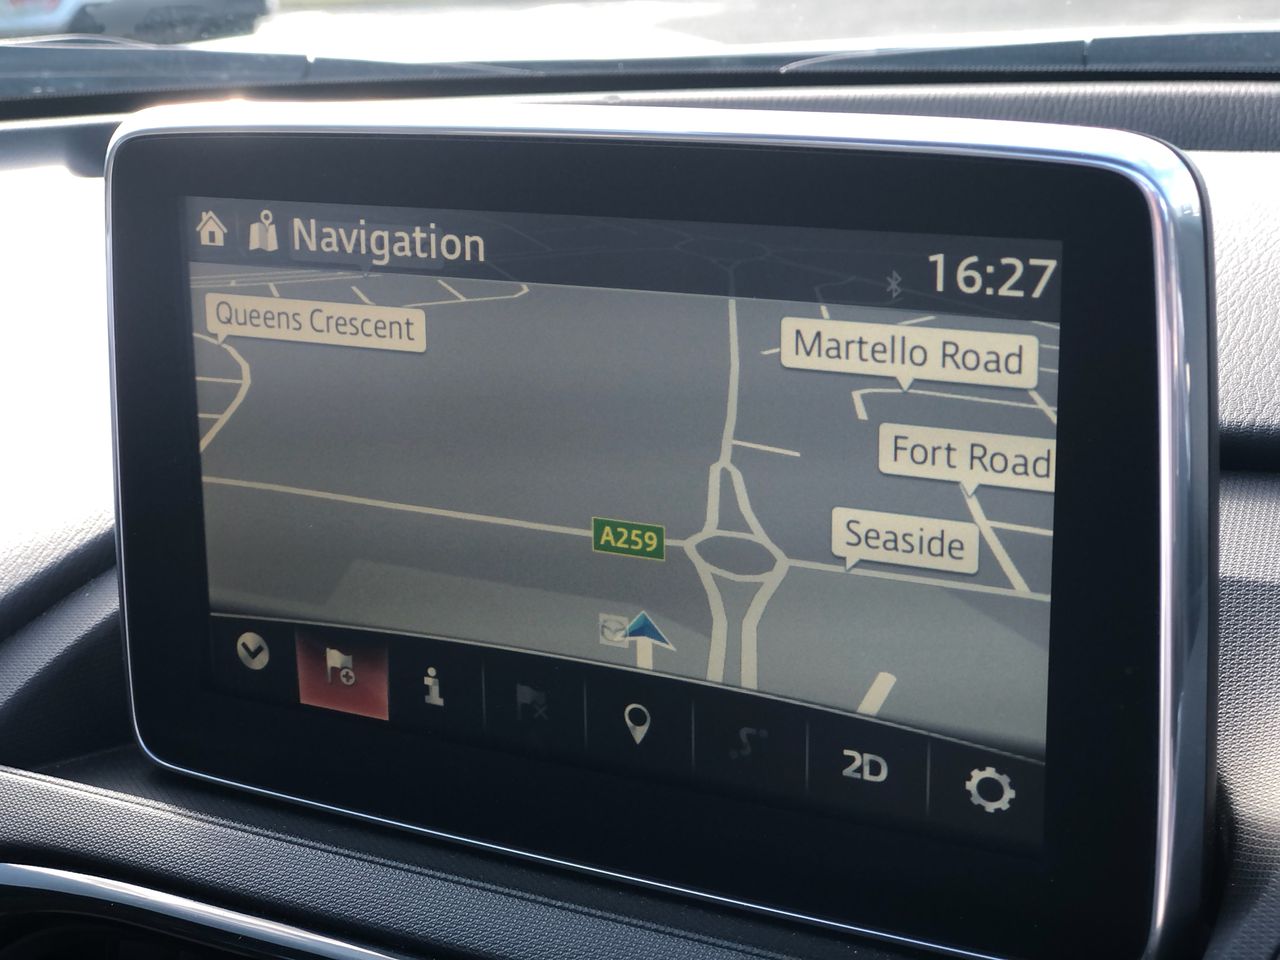 Navigation
16:27
Queens Crescent
Martello Road
Fort Road
A259
Seaside
2D